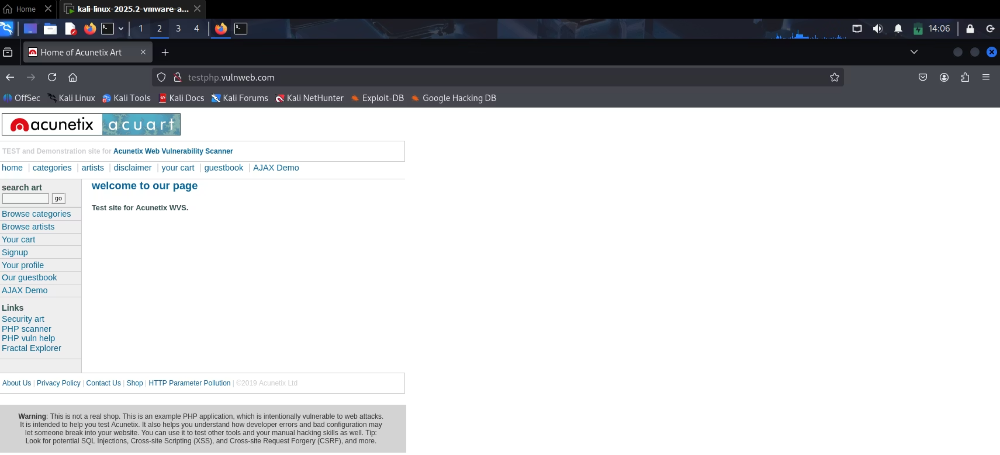 Home
kali-linux-2025.2-vmware-a...
1 2 3 4
14:06
Home of Acunetix Art
testphp.vulnweb.com
OffSec Kali Linux Kali Tools Kali Docs Kali Forums Kali NetHunter Exploit-DB Google Hacking DB
acunetix acuart
TEST and Demonstration site for Acunetix Web Vulnerability Scanner
home | categories | artists | disclaimer | your cart | guestbook | AJAX Demo
search art
go
Browse categories
Browse artists
Your cart
Signup
Your profile
Our guestbook
AJAX Demo
Links
Security art
PHP scanner
PHP vuln help
Fractal Explorer
welcome to our page
Test site for Acunetix WVS.
About Us | Privacy Policy | Contact Us | Shop | HTTP Parameter Pollution | ©2019 Acunetix Ltd
Warning: This is not a real shop. This is an example PHP application, which is intentionally vulnerable to web attacks.
It is intended to help you test Acunetix. It also helps you understand how developer errors and bad configuration may
let someone break into your website. You can use it to test other tools and your manual hacking skills as well. Tip:
Look for potential SQL Injections, Cross-site Scripting (XSS), and Cross-site Request Forgery (CSRF), and more.